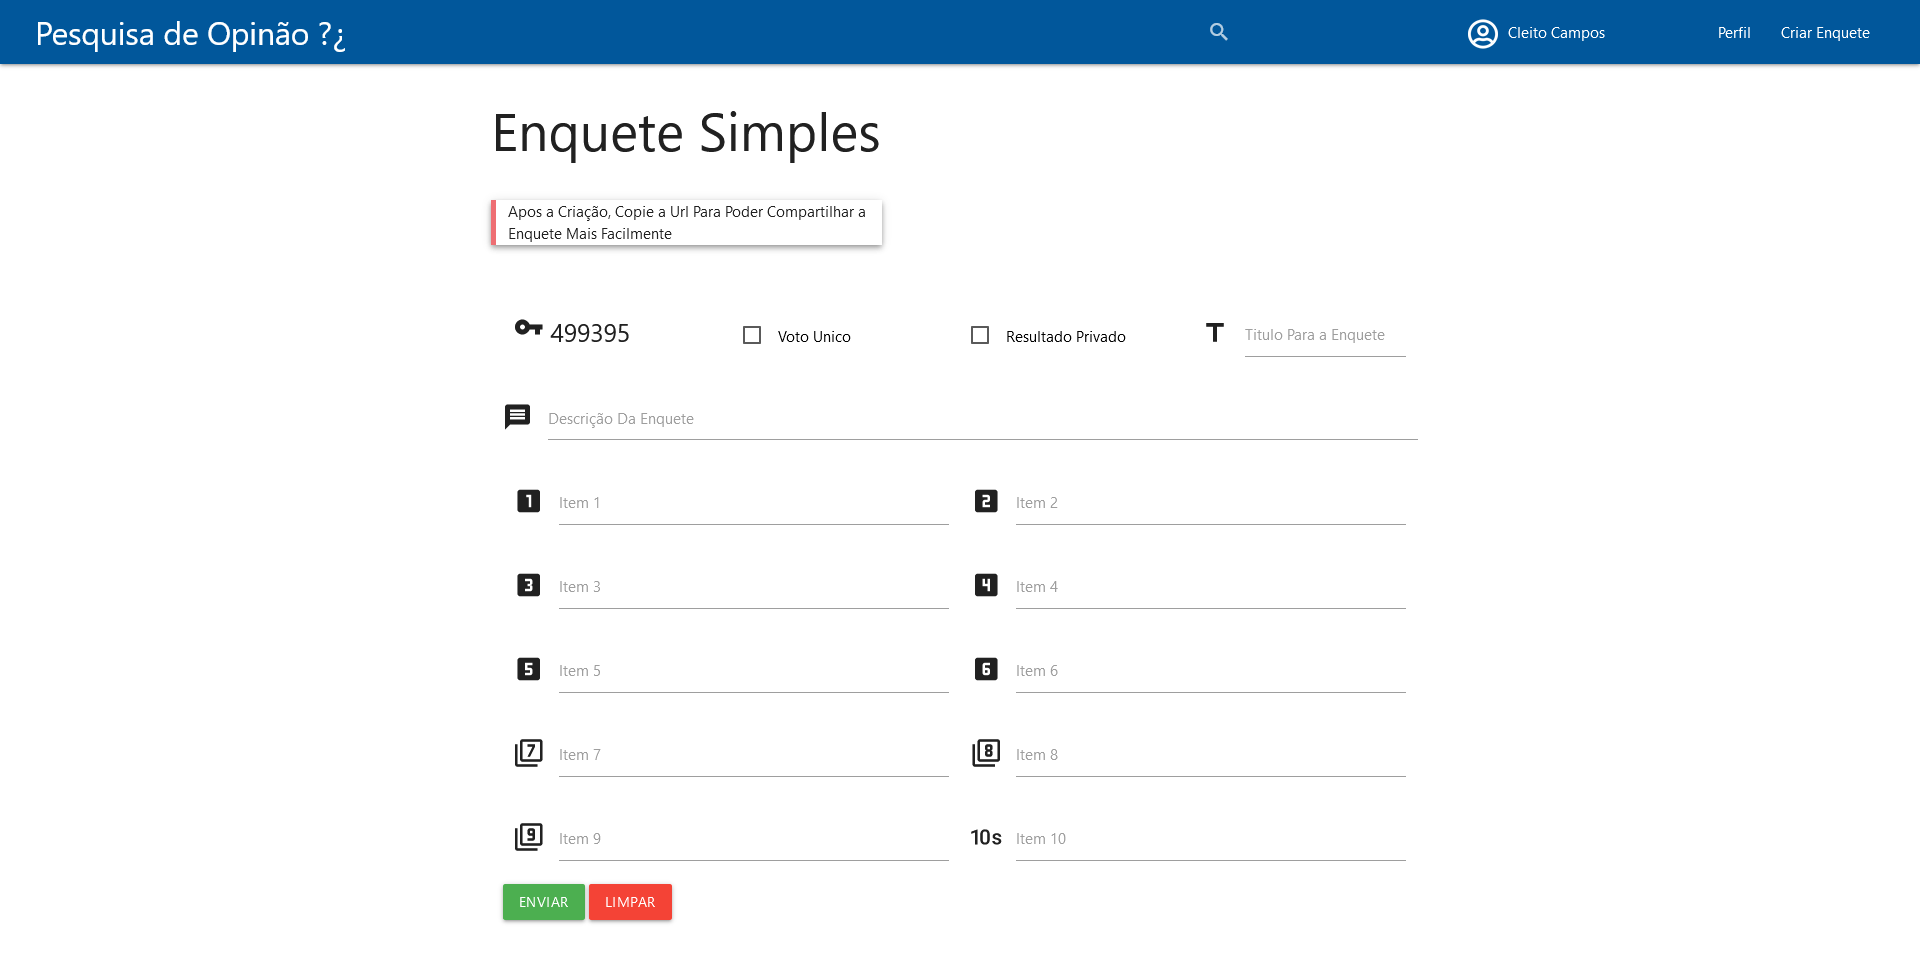 Pesquisa de Opinão ?¿
Cleito Campos
Perfil
Criar Enquete
Enquete Simples
Apos a Criação, Copie a Url Para Poder Compartilhar a
Enquete Mais Facilmente
499395
Voto Unico
Resultado Privado
Titulo Para a Enquete
Descrição Da Enquete
1 Item 1
2 Item 2
3 Item 3
4 Item 4
5 Item 5
6 Item 6
7 Item 7
8 Item 8
9 Item 9
10s Item 10
ENVIAR
LIMPAR